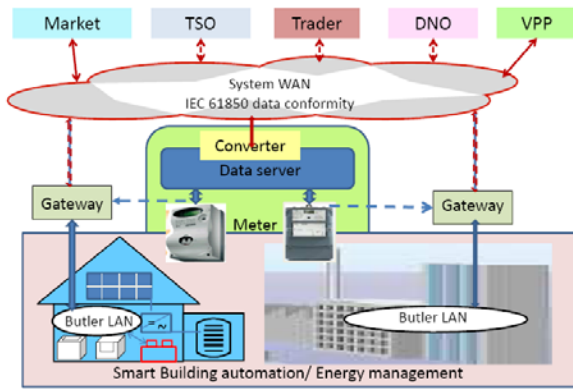 Market
TSO
Trader
DNO
VPP
System WAN
IEC 61850 data conformity
Converter
Data server
Gateway
Gateway
Meter
Butler LAN
Butler LAN
Smart Building automation/ Energy management